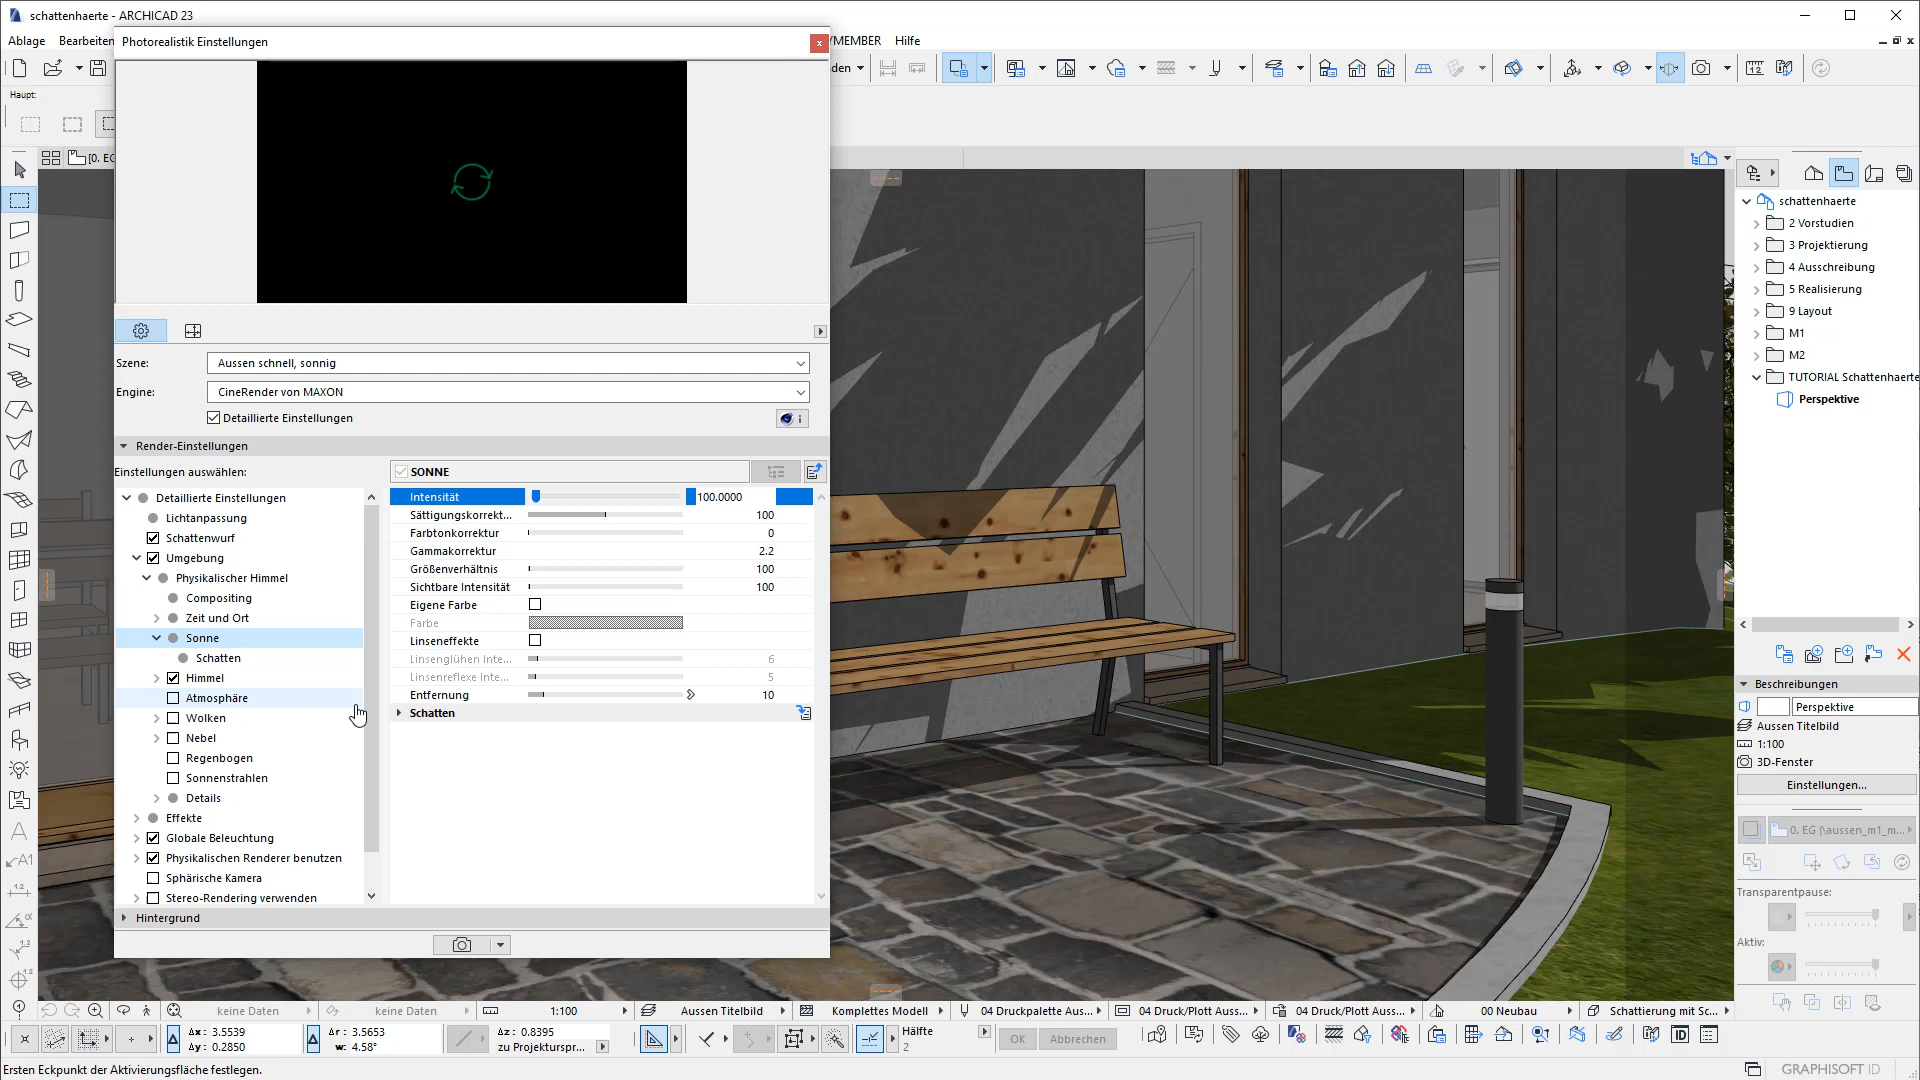 schattenhaerte - ARCHICAD 23
Ablage
Bearbeiten
/MEMBER
Hilfe
Photorealistik Einstellungen
Haupt:
Szene:
Aussen schnell, sonnig
Engine:
CineRender von MAXON
Detaillierte Einstellungen
Render-Einstellungen
Einstellungen auswählen:
Detaillierte Einstellungen
Lichtanpassung
Schattenwurf
Umgebung
Physikalischer Himmel
Compositing
Zeit und Ort
Sonne
Schatten
Himmel
Atmosphäre
Wolken
Nebel
Regenbogen
Sonnenstrahlen
Details
Effekte
Globale Beleuchtung
Physikalischen Renderer benutzen
Sphärische Kamera
Stereo-Rendering verwenden
Hintergrund
SONNE
Intensität 100.0000
Sättigungskorrekt... 100
Farbtonkorrektur 0
Gammakorrektur 2.2
Größenverhältnis 100
Sichtbare Intensität 100
Eigene Farbe
Farbe
Linseneffekte
Linsenglühen Inte... 6
Linsenreflexe Inte... 5
Entfernung 10
Schatten
schattenhaerte
2 Vorstudien
3 Projektierung
4 Ausschreibung
5 Realisierung
9 Layout
M1
M2
TUTORIAL Schattenhaerte
Perspektive
Beschreibungen
Perspektive
Aussen Titelbild
1:100
3D-Fenster
Einstellungen...
0. EG (\aussen_m1_m...
Transparentpause:
Aktiv:
keine Daten
keine Daten
1:100
Aussen Titelbild
Komplettes Modell
04 Druckpalette Aus...
04 Druck/Plott Auss...
04 Druck/Plott Auss...
00 Neubau
Schattierung mit Sc...
Δx: 3.5539
Δy: 0.2850
Δr: 3.5653
w: 4.58°
Δz: 0.8395
zu Projekturspr...
Hälfte
2
OK
Abbrechen
Ersten Eckpunkt der Aktivierungsfläche festlegen.
GRAPHISOFT ID